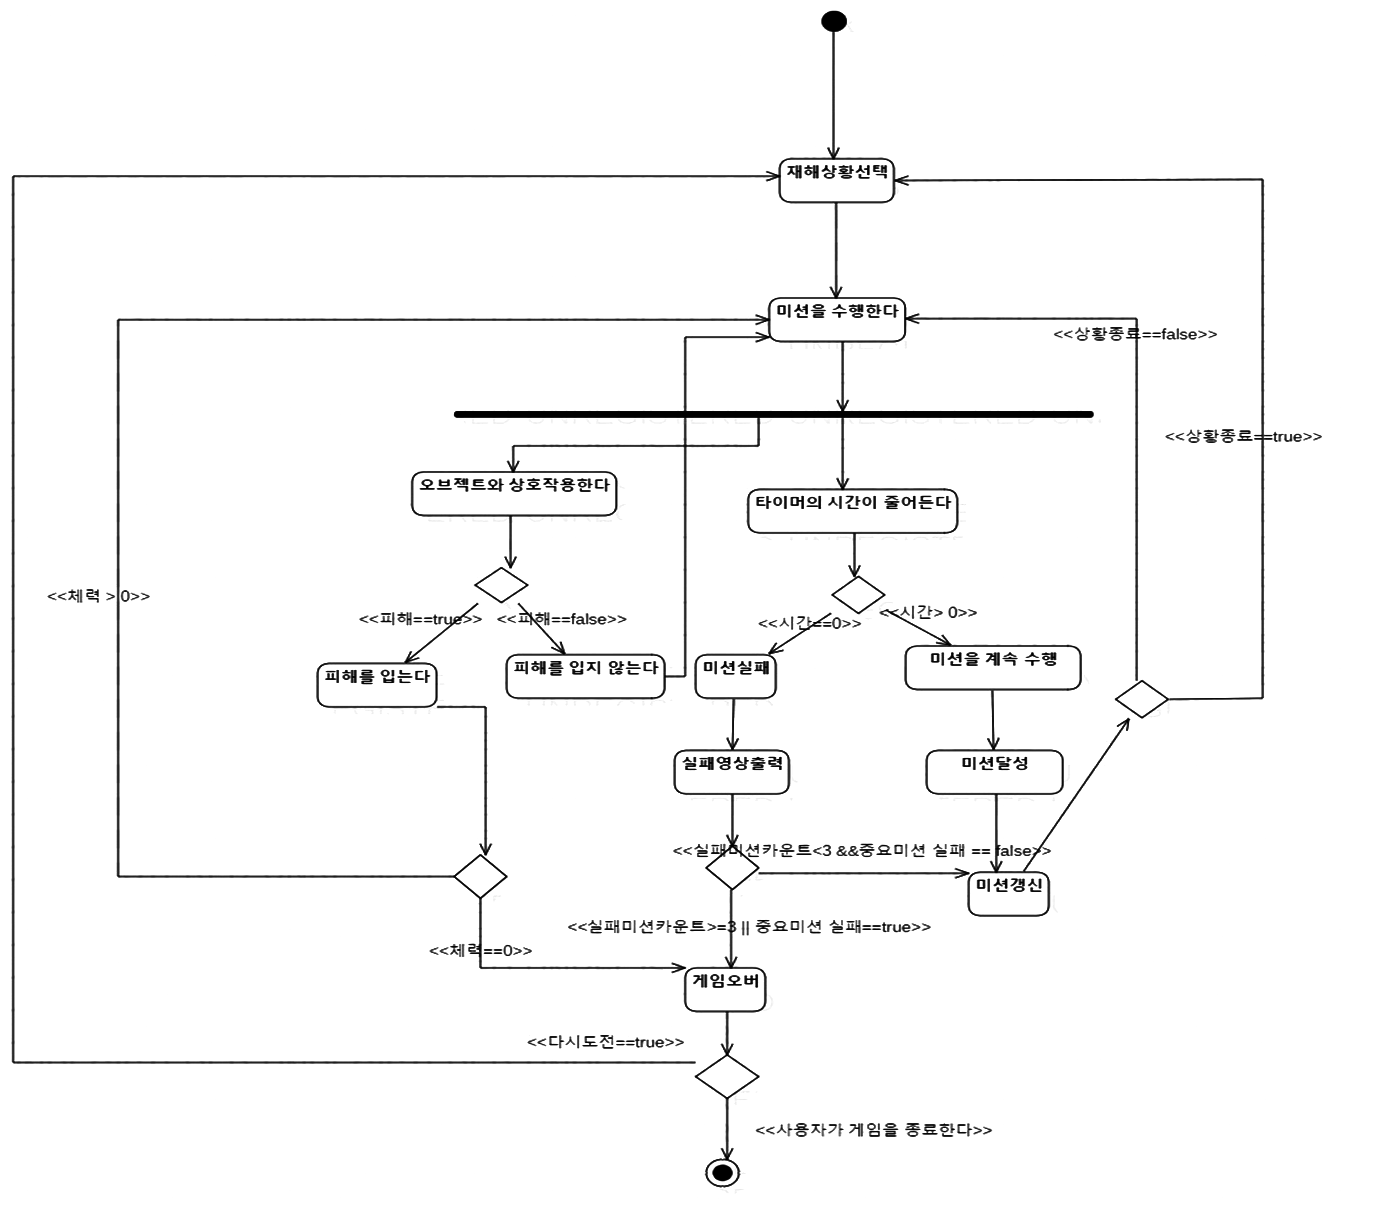 재해상황선택
미션을 수행한다
<<상황종료==false>>
<<상황종료==true>>
오브젝트와 상호작용한다
타이머의 시간이 줄어든다
<<체력 > 0>>
<<피해==true>>
<<피해==false>>
<<시간==0>>
<<시간> 0>>
피해를 입는다
피해를 입지 않는다
미션실패
미션을 계속 수행
실패영상출력
미션달성
<<실패미션카운트<3 &&중요미션 실패 == false>>
미션갱신
<<실패미션카운트>=3 || 중요미션 실패==true>>
<<체력==0>>
게임오버
<<다시도전==true>>
<<사용자가 게임을 종료한다>>